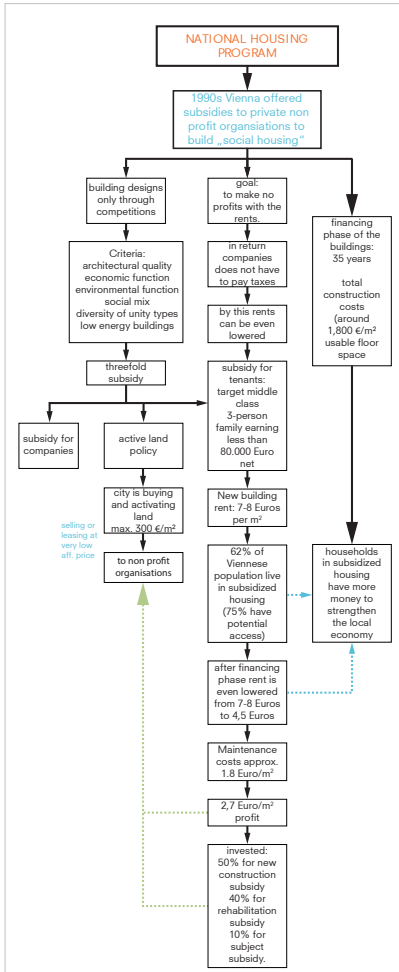 NATIONAL HOUSING
PROGRAM
1990s Vienna offered
subsidies to private non
profit organsiations to
build „social housing“
building designs
only through
competitions
Criteria:
architectural quality
economic function
environmental function
social mix
diversity of unity types
low energy buildings
threefold
subsidy
subsidy for
companies
active land
policy
city is buying
and activating
land
max. 300 €/m²
selling or
leasing at
very low
aff. price
to non profit
organisations
goal:
to make no
profits with the
rents.
in return
companies
does not have
to pay taxes
by this rents
can be even
lowered
subsidy for
tenants:
target middle
class
3-person
family earning
less than
80.000 Euro
net
New building
rent: 7-8 Euros
per m²
62% of
Viennese
population live
in subsidized
housing
(75% have
potential
access)
after financing
phase rent is
even lowered
from 7-8 Euros
to 4,5 Euros
Maintenance
costs approx.
1.8 Euro/m²
2,7 Euro/m²
profit
invested:
50% for new
construction
subsidy
40% for
rehabilitation
subsidy
10% for
subject
subsidy.
financing
phase of the
buildings:
35 years
total
construction
costs
(around
1,800 €/m²
usable floor
space
households
in subsidized
housing
have more
money to
strengthen
the local
economy